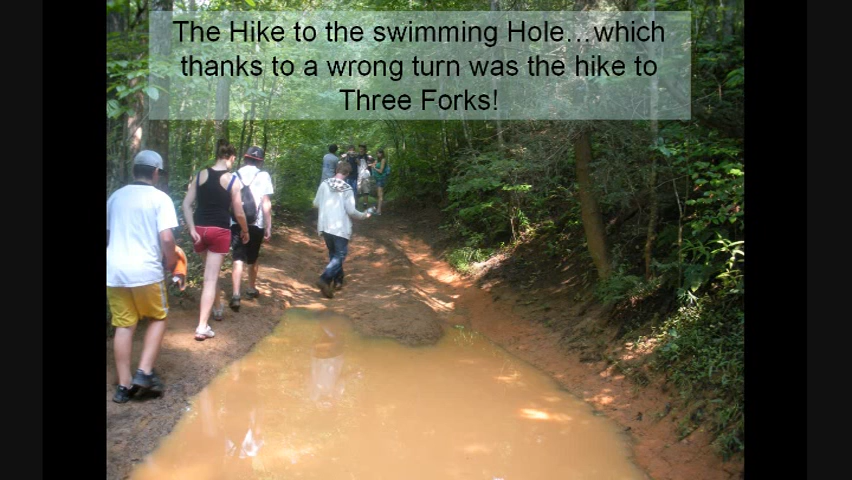 The Hike to the swimming Hole…which
thanks to a wrong turn was the hike to
Three Forks!